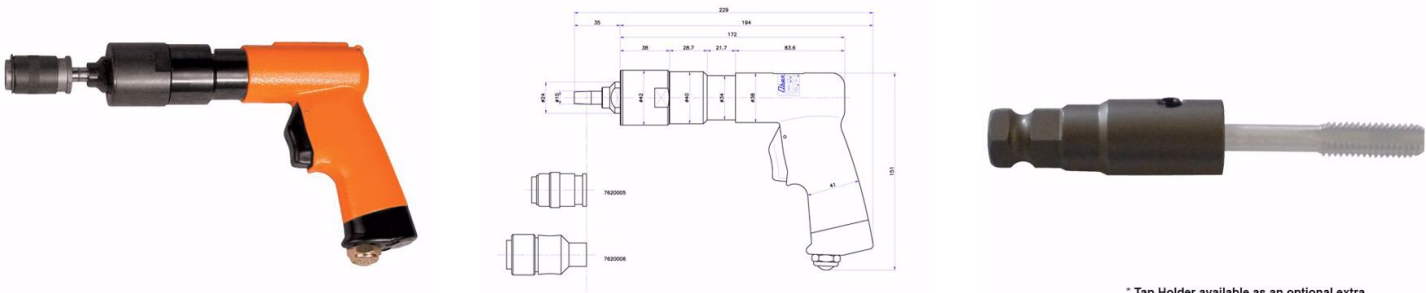 229
35
194
172
38
28.7
21.7
83.6
ø24
ø10
ø42
ø40
ø34
ø38
151
41
7620005
7620006
* Tap Holder available as an optional extra